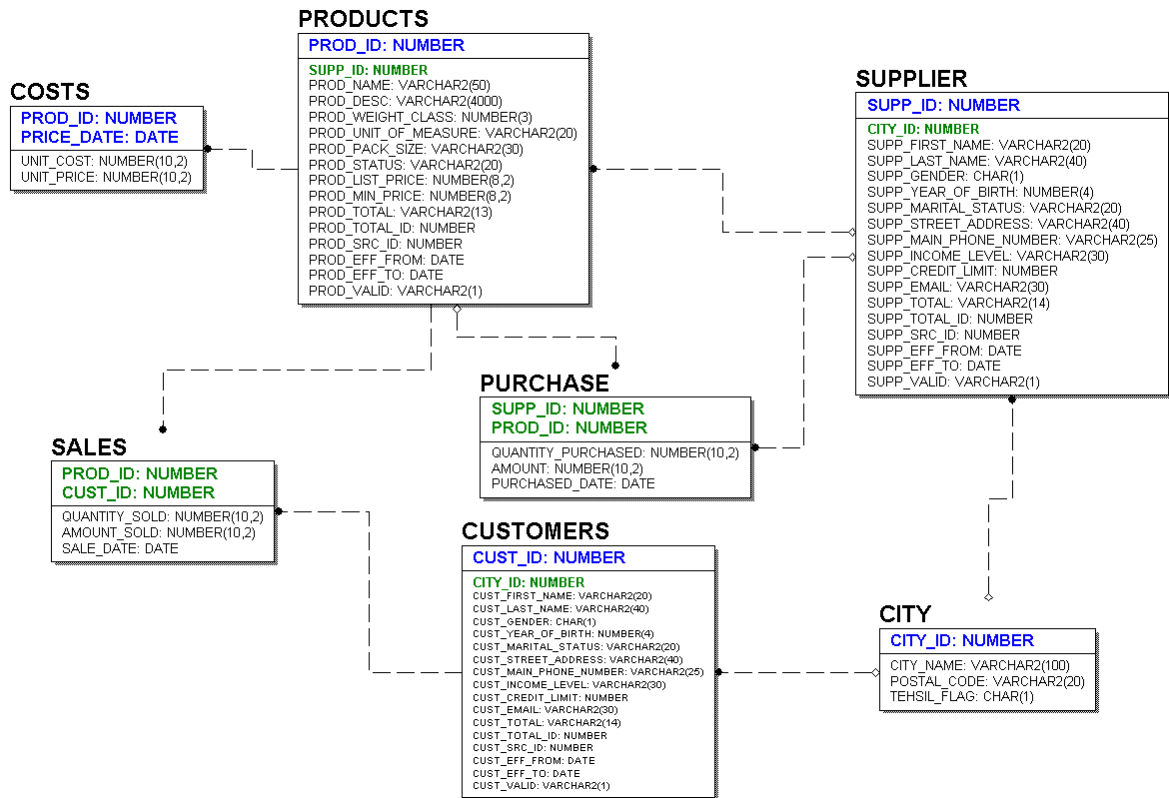 PRODUCTS
PROD_ID: NUMBER
SUPP_ID: NUMBER
PROD_NAME: VARCHAR2(50)
PROD_DESC: VARCHAR2(4000)
PROD_WEIGHT_CLASS: NUMBER(3)
PROD_UNIT_OF_MEASURE: VARCHAR2(20)
PROD_PACK_SIZE: VARCHAR2(30)
PROD_STATUS: VARCHAR2(20)
PROD_LIST_PRICE: NUMBER(8,2)
PROD_MIN_PRICE: NUMBER(8,2)
PROD_TOTAL: VARCHAR2(13)
PROD_TOTAL_ID: NUMBER
PROD_SRC_ID: NUMBER
PROD_EFF_FROM: DATE
PROD_EFF_TO: DATE
PROD_VALID: VARCHAR2(1)
COSTS
PROD_ID: NUMBER
PRICE_DATE: DATE
UNIT_COST: NUMBER(10,2)
UNIT_PRICE: NUMBER(10,2)
SUPPLIER
SUPP_ID: NUMBER
CITY_ID: NUMBER
SUPP_FIRST_NAME: VARCHAR2(20)
SUPP_LAST_NAME: VARCHAR2(40)
SUPP_GENDER: CHAR(1)
SUPP_YEAR_OF_BIRTH: NUMBER(4)
SUPP_MARITAL_STATUS: VARCHAR2(20)
SUPP_STREET_ADDRESS: VARCHAR2(40)
SUPP_MAIN_PHONE_NUMBER: VARCHAR2(25)
SUPP_INCOME_LEVEL: VARCHAR2(30)
SUPP_CREDIT_LIMIT: NUMBER
SUPP_EMAIL: VARCHAR2(30)
SUPP_TOTAL: VARCHAR2(14)
SUPP_TOTAL_ID: NUMBER
SUPP_SRC_ID: NUMBER
SUPP_EFF_FROM: DATE
SUPP_EFF_TO: DATE
SUPP_VALID: VARCHAR2(1)
PURCHASE
SUPP_ID: NUMBER
PROD_ID: NUMBER
QUANTITY_PURCHASED: NUMBER(10,2)
AMOUNT: NUMBER(10,2)
PURCHASED_DATE: DATE
SALES
PROD_ID: NUMBER
CUST_ID: NUMBER
QUANTITY_SOLD: NUMBER(10,2)
AMOUNT_SOLD: NUMBER(10,2)
SALE_DATE: DATE
CUSTOMERS
CUST_ID: NUMBER
CITY_ID: NUMBER
CUST_FIRST_NAME: VARCHAR2(20)
CUST_LAST_NAME: VARCHAR2(40)
CUST_GENDER: CHAR(1)
CUST_YEAR_OF_BIRTH: NUMBER(4)
CUST_MARITAL_STATUS: VARCHAR2(20)
CUST_STREET_ADDRESS: VARCHAR2(40)
CUST_MAIN_PHONE_NUMBER: VARCHAR2(25)
CUST_INCOME_LEVEL: VARCHAR2(30)
CUST_CREDIT_LIMIT: NUMBER
CUST_EMAIL: VARCHAR2(30)
CUST_TOTAL: VARCHAR2(14)
CUST_TOTAL_ID: NUMBER
CUST_SRC_ID: NUMBER
CUST_EFF_FROM: DATE
CUST_EFF_TO: DATE
CUST_VALID: VARCHAR2(1)
CITY
CITY_ID: NUMBER
CITY_NAME: VARCHAR2(100)
POSTAL_CODE: VARCHAR2(20)
TEHSIL_FLAG: CHAR(1)